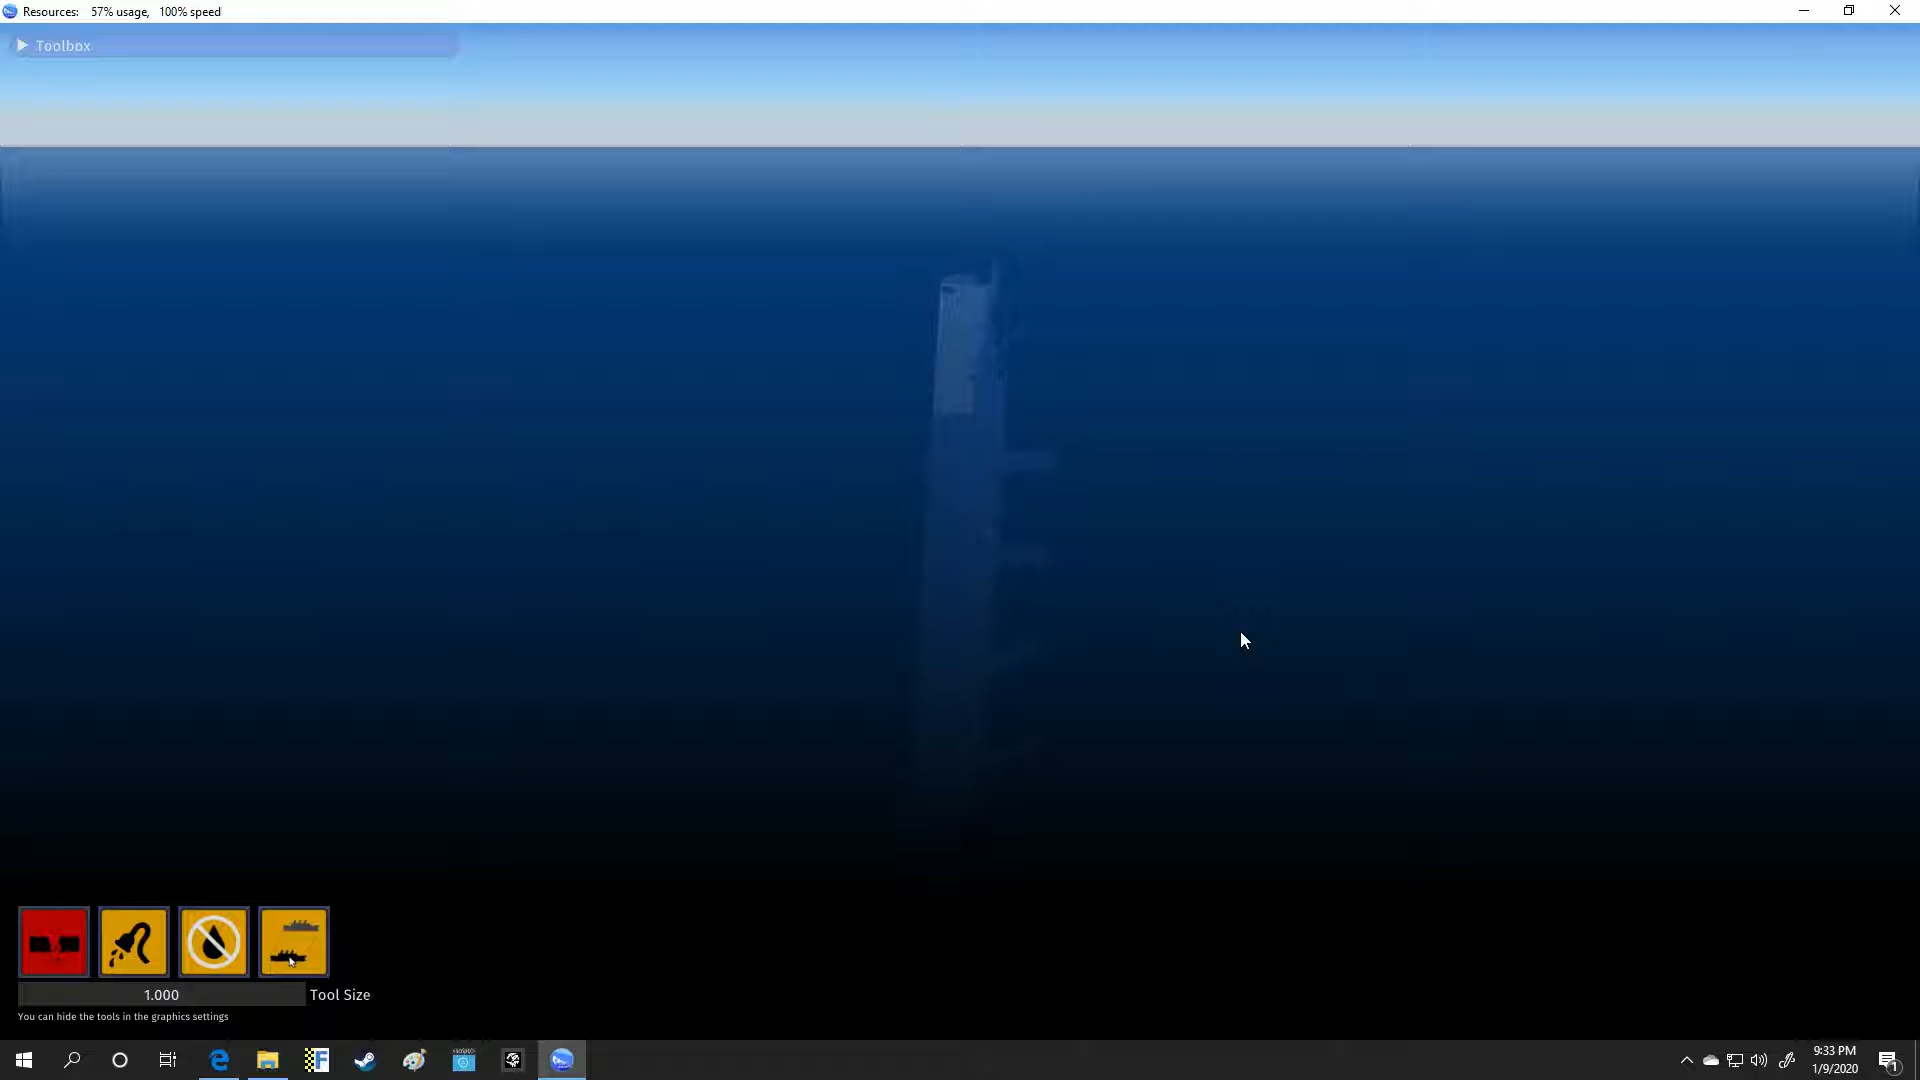 Resources: 57% usage, 100% speed
Toolbox
1.000 Tool Size
You can hide the tools in the graphics settings
9:33 PM
1/9/2020
1